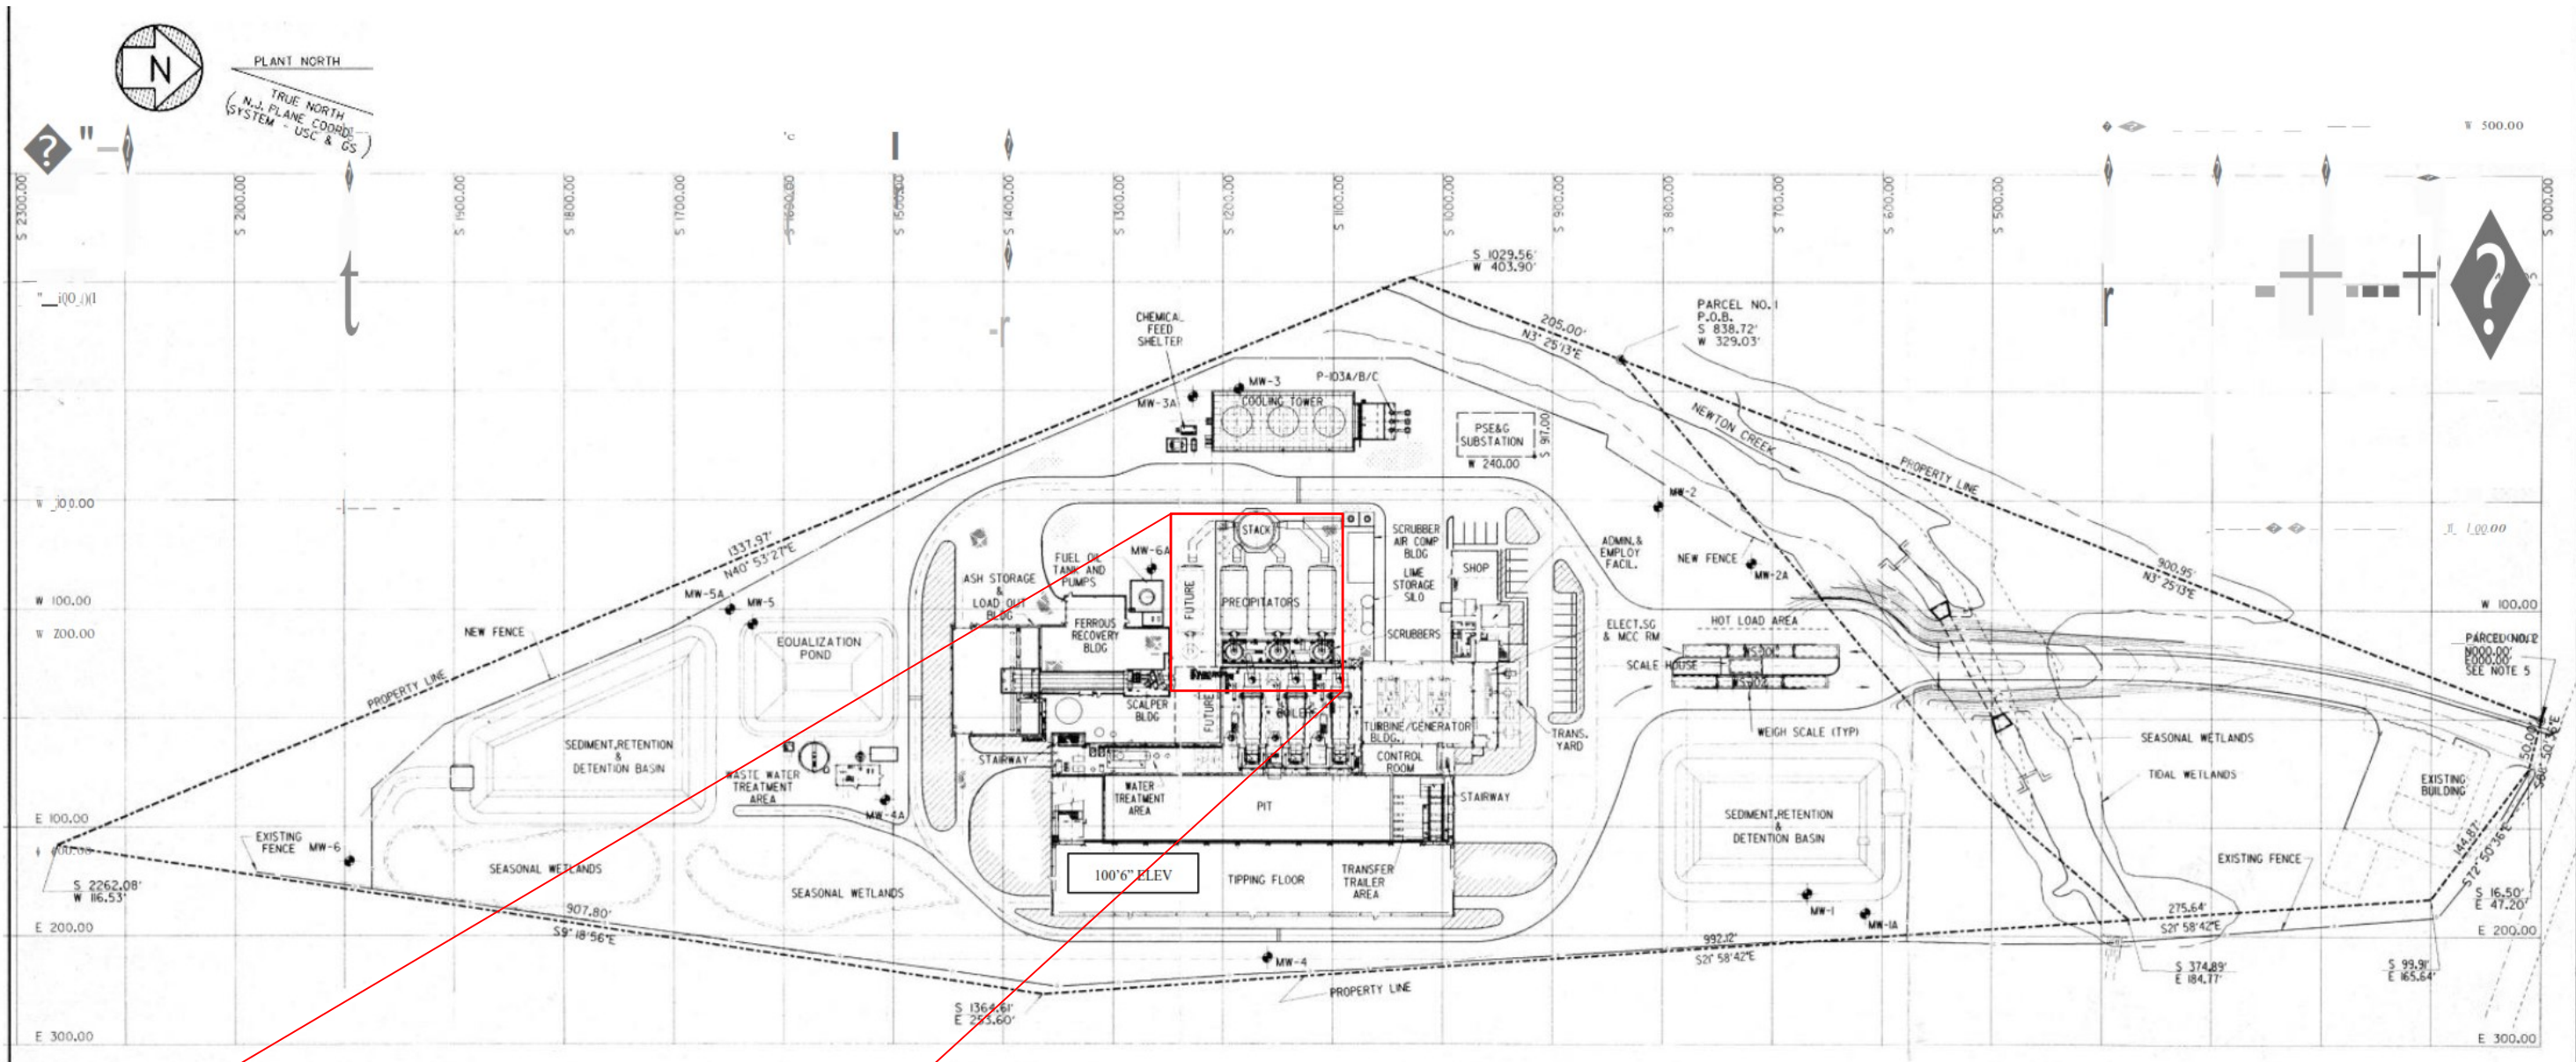 N
PLANT NORTH
TRUE NORTH
( N.J. PLANE COORD.
SYSTEM - USC & GS )
W 500.00
S 2300.00
S 2100.00
S 1900.00
S 1800.00
S 1700.00
S 1400.00
S 1300.00
S 1200.00
S 1100.00
S 1000.00
S 900.00
S 800.00
S 700.00
S 600.00
S 500.00
S 000.00
S 1029.56'
W 403.90'
205.00'
N3° 25'13"E
PARCEL NO. 1
P.O.B.
S 838.72'
W 329.03'
CHEMICAL
FEED
SHELTER
MW-3
MW-3A
P-103A/B/C
COOLING TOWER
PSE&G
SUBSTATION
S 917.00
W 240.00
NEWTON CREEK
PROPERTY LINE
900.95'
N3° 25'13"E
1337.97'
N40° 53'27"E
MW-2
MW-2A
NEW FENCE
STACK
SCRUBBER
AIR COMP
BLDG
LIME
STORAGE
SILO
SCRUBBERS
SHOP
ADMIN. &
EMPLOY
FACIL.
ELECT.SG
& MCC RM
FUEL OIL
TANK AND
PUMPS
MW-6A
ASH STORAGE
&
LOAD OUT
BLDG
FERROUS
RECOVERY
BLDG
FUTURE
PRECIPITATORS
HOT LOAD AREA
SCALE HOUSE
WEIGH SCALE (TYP)
W 100.00
W 200.00
W 100.00
SEE NOTE 5
MW-5A
MW-5
NEW FENCE
EQUALIZATION
POND
PROPERTY LINE
SCALPER
BLDG
FUTURE
TURBINE/GENERATOR
BLDG.
CONTROL
ROOM
TRANS.
YARD
SEDIMENT,RETENTION
&
DETENTION BASIN
WASTE WATER
TREATMENT
AREA
MW-4A
STAIRWAY
WATER
TREATMENT
AREA
PIT
STAIRWAY
SEDIMENT,RETENTION
&
DETENTION BASIN
SEASONAL WETLANDS
TIDAL WETLANDS
EXISTING
BUILDING
E 100.00
EXISTING
FENCE
MW-6
S 2262.08'
W 116.53'
SEASONAL WETLANDS
SEASONAL WETLANDS
100'6" ELEV
TIPPING FLOOR
TRANSFER
TRAILER
AREA
MW-1
MW-1A
EXISTING FENCE
144.87'
S72° 50'36"E
S 16.50'
E 47.20'
907.80'
S9° 18'56"E
E 200.00
MW-4
992.12'
S21° 58'42"E
275.64'
S21° 58'42"E
E 200.00
S 374.89'
E 184.77'
S 99.91'
E 165.64'
PROPERTY LINE
S 1364.61'
E 253.60'
E 300.00
E 300.00